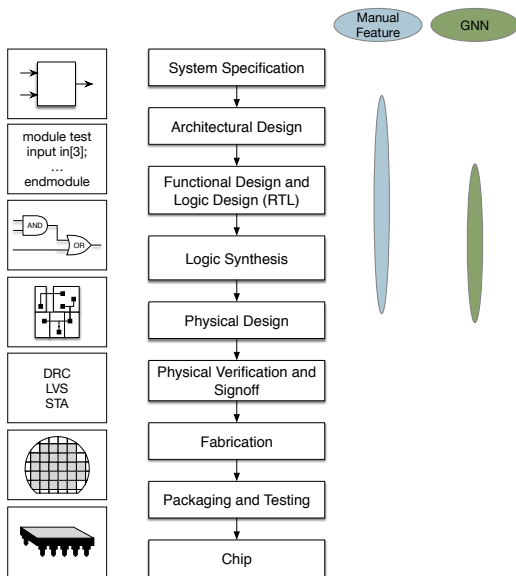 Manual
Feature
GNN
System Specification
module test
input in[3];
...
endmodule
Architectural Design
Functional Design and
Logic Design (RTL)
AND
OR
Logic Synthesis
Physical Design
DRC
LVS
STA
Physical Verification and
Signoff
Fabrication
Packaging and Testing
Chip